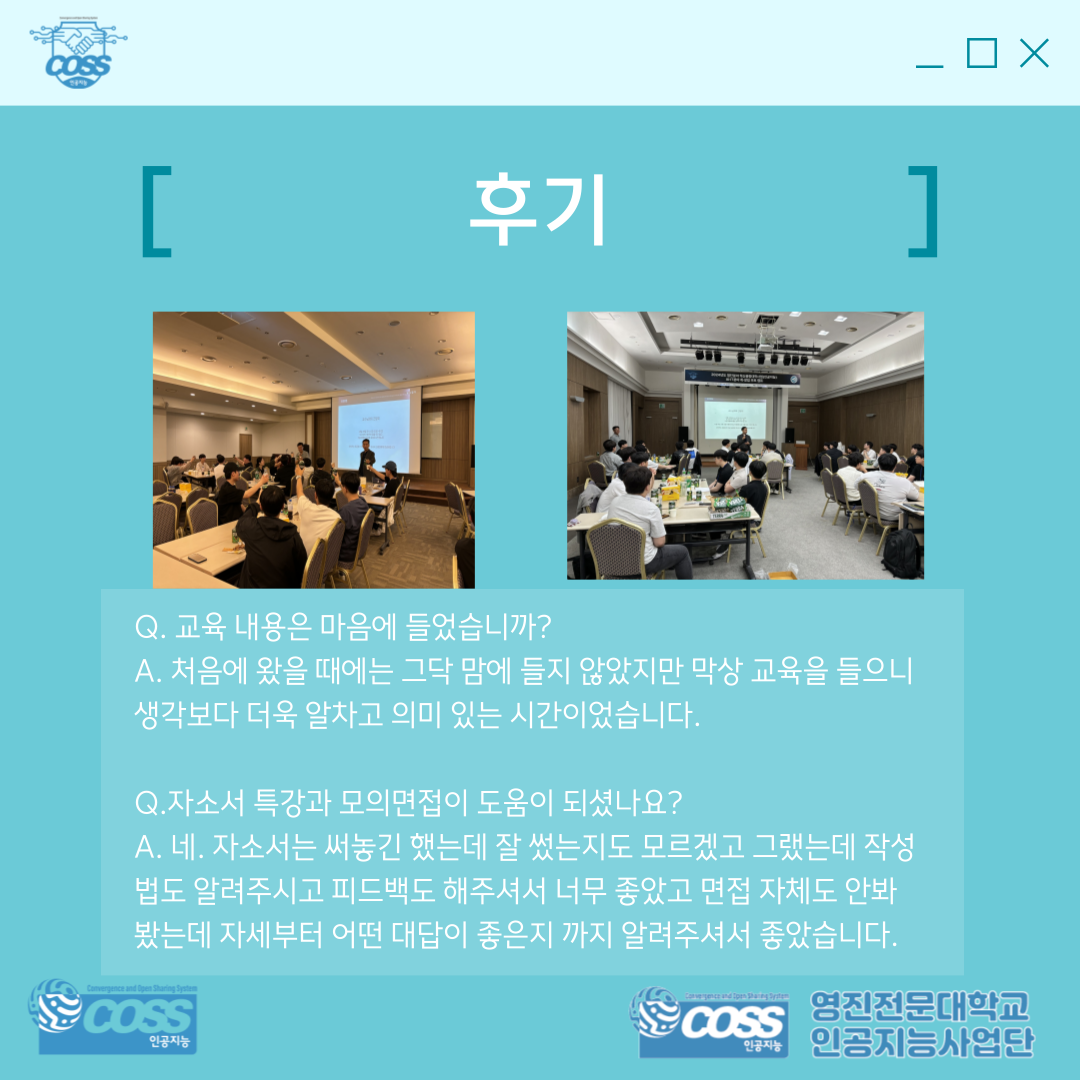 COSS
인공지능
후기
Q. 교육 내용은 마음에 들었습니까?
A. 처음에 왔을 때에는 그닥 맘에 들지 않았지만 막상 교육을 들으니
생각보다 더욱 알차고 의미 있는 시간이었습니다.
Q.자소서 특강과 모의면접이 도움이 되셨나요?
A. 네. 자소서는 써놓긴 했는데 잘 썼는지도 모르겠고 그랬는데 작성
법도 알려주시고 피드백도 해주셔서 너무 좋았고 면접 자체도 안봐
봤는데 자세부터 어떤 대답이 좋은지 까지 알려주셔서 좋았습니다.
Convergence and Open Sharing System
COSS
인공지능
Convergence and Open Sharing System
COSS
인공지능
영진전문대학교
인공지능사업단